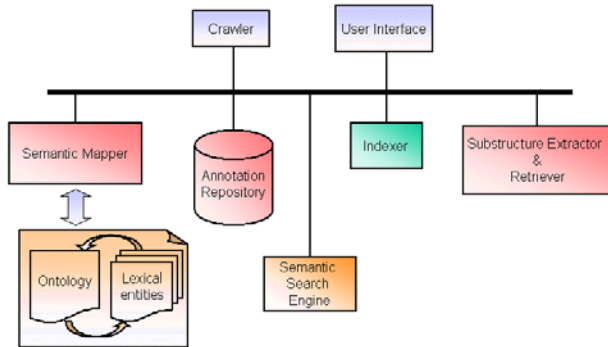 Crawler
User Interface
Semantic Mapper
Annotation
Repository
Indexer
Substructure Extractor
&
Retriever
Ontology
Lexical
entities
Semantic
Search
Engine